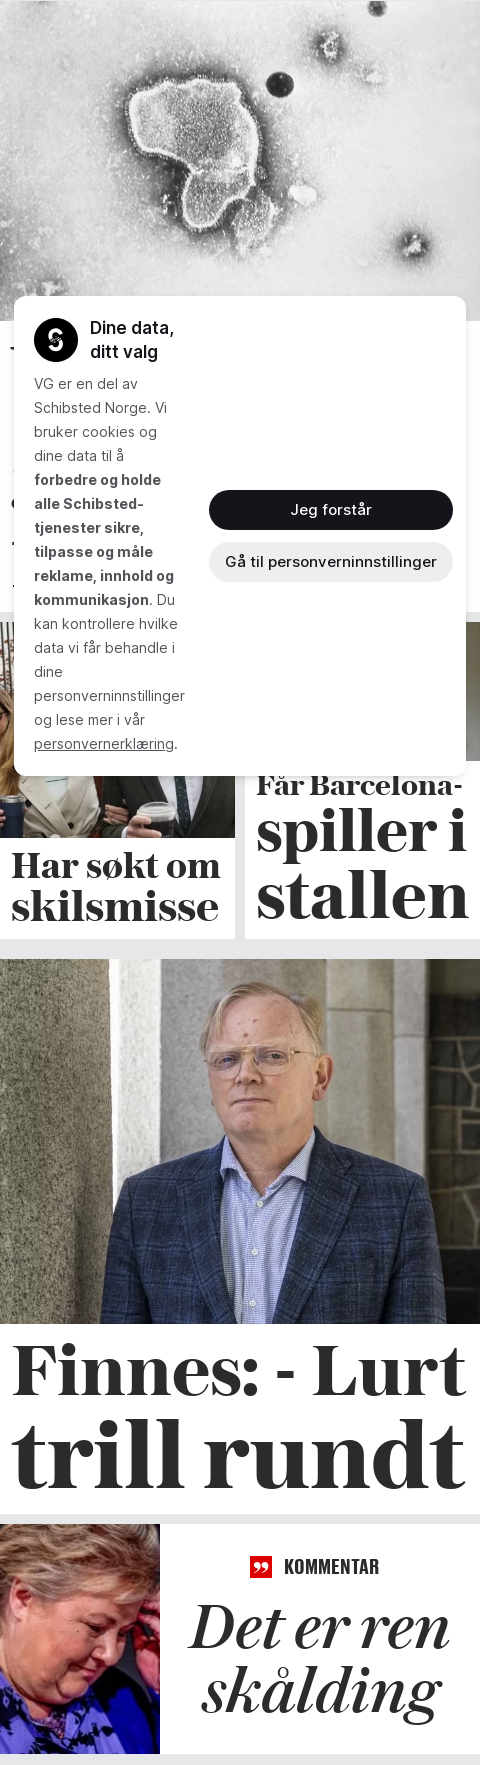 Dine data,
ditt valg
VG er en del av
Schibsted Norge. Vi
bruker cookies og
dine data til å
forbedre og holde
alle Schibsted-
tjenester sikre,
tilpasse og måle
reklame, innhold og
kommunikasjon. Du
kan kontrollere hvilke
data vi får behandle i
dine
personverninnstillinger
og lese mer i vår
personvernerklæring.
Jeg forstår
Gå til personverninnstillinger
Har søkt om
skilsmisse
Får Barcelona-
spiller i
stallen
Finnes: - Lurt
trill rundt
KOMMENTAR
Det er ren
skålding